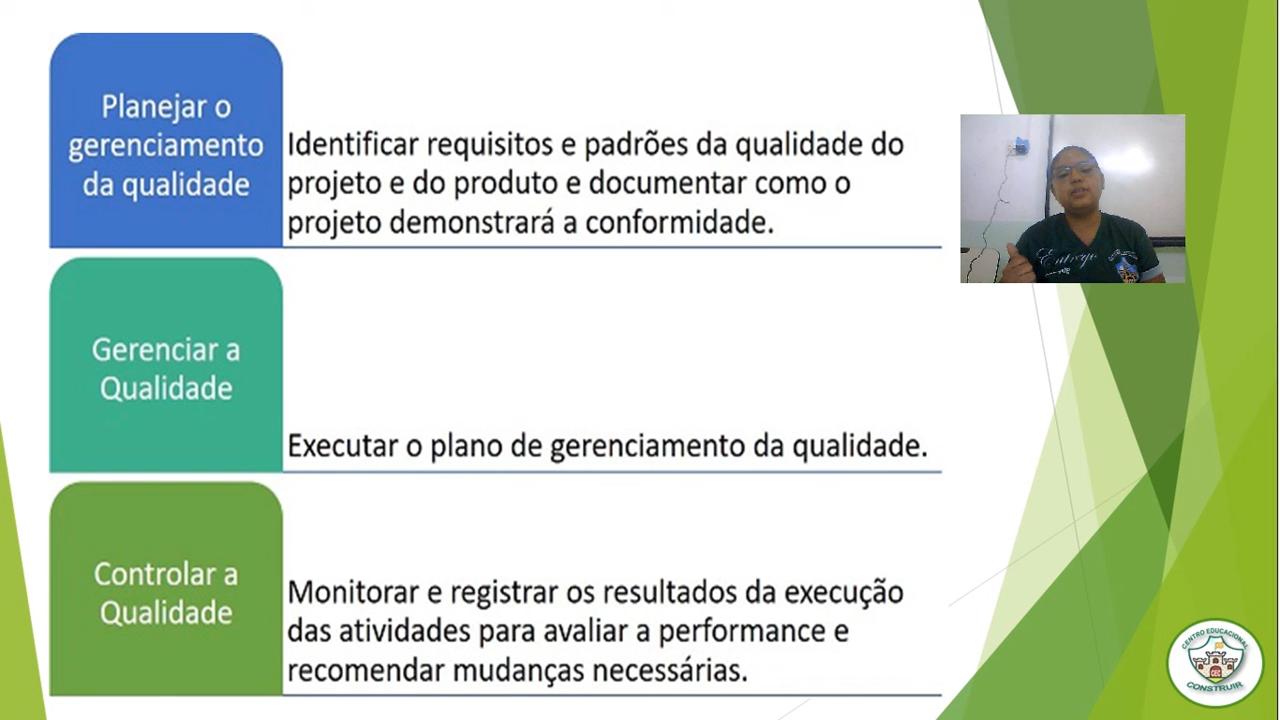 Planejar o
gerenciamento
da qualidade
Identificar requisitos e padrões da qualidade do
projeto e do produto e documentar como o
projeto demonstrará a conformidade.
Gerenciar a
Qualidade
Executar o plano de gerenciamento da qualidade.
Controlar a
Qualidade
Monitorar e registrar os resultados da execução
das atividades para avaliar a performance e
recomendar mudanças necessárias.
CENTRO EDUCACIONAL
CEC
CONSTRUIR